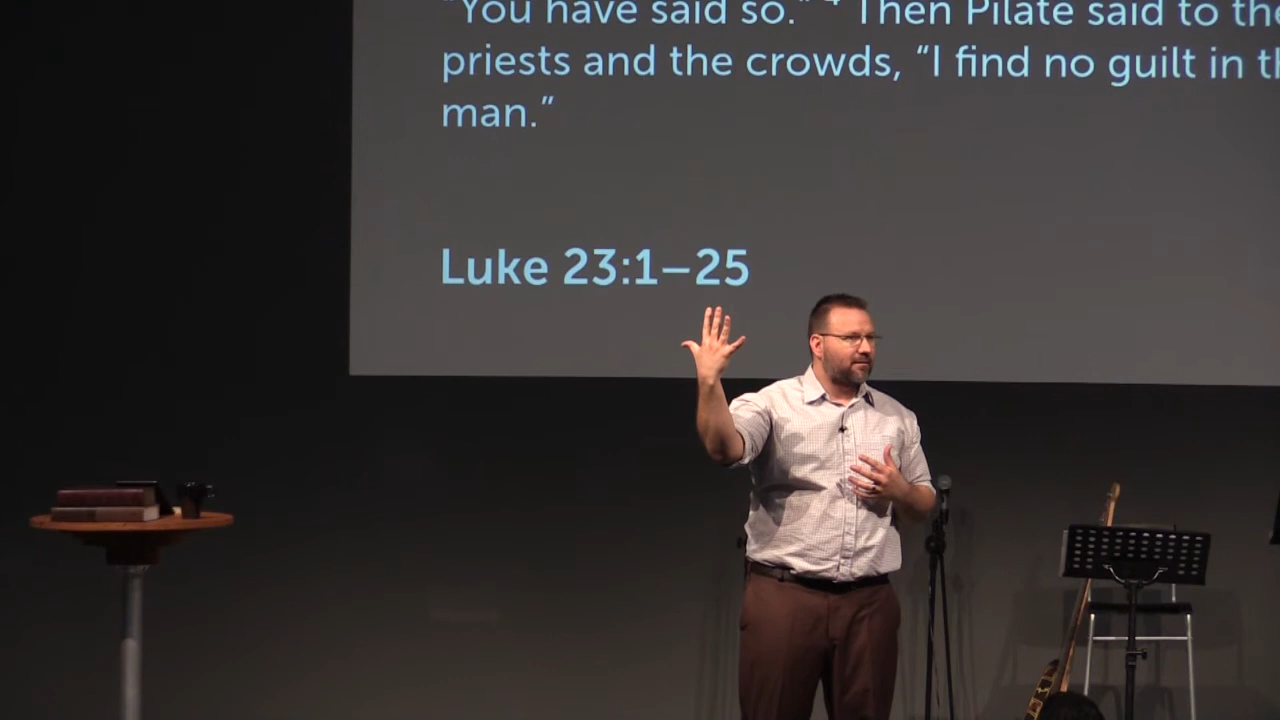 “You have said so.” 4 Then Pilate said to the
priests and the crowds, “I find no guilt in
man.”
Luke 23:1–25